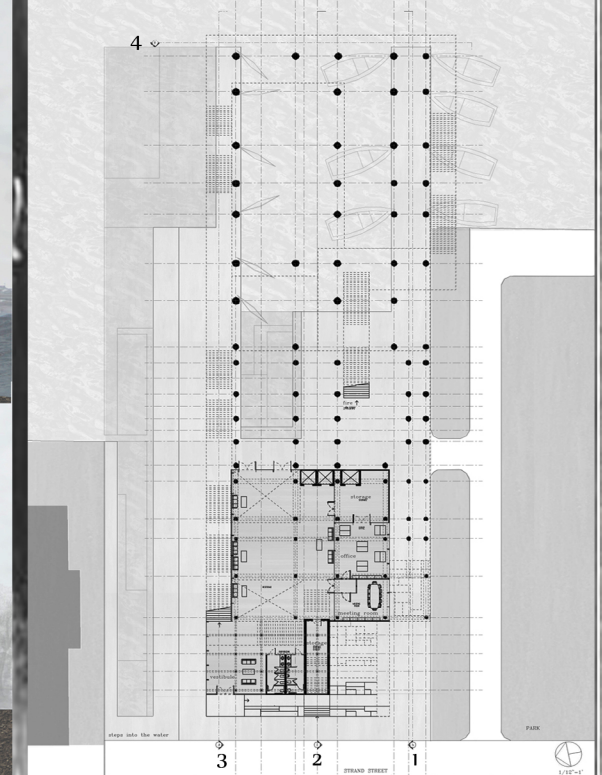 4
fire
storage
office
meeting room
vestibule
steps into the water
PARK
3
2
1
STRAND STREET
1/32"=1'